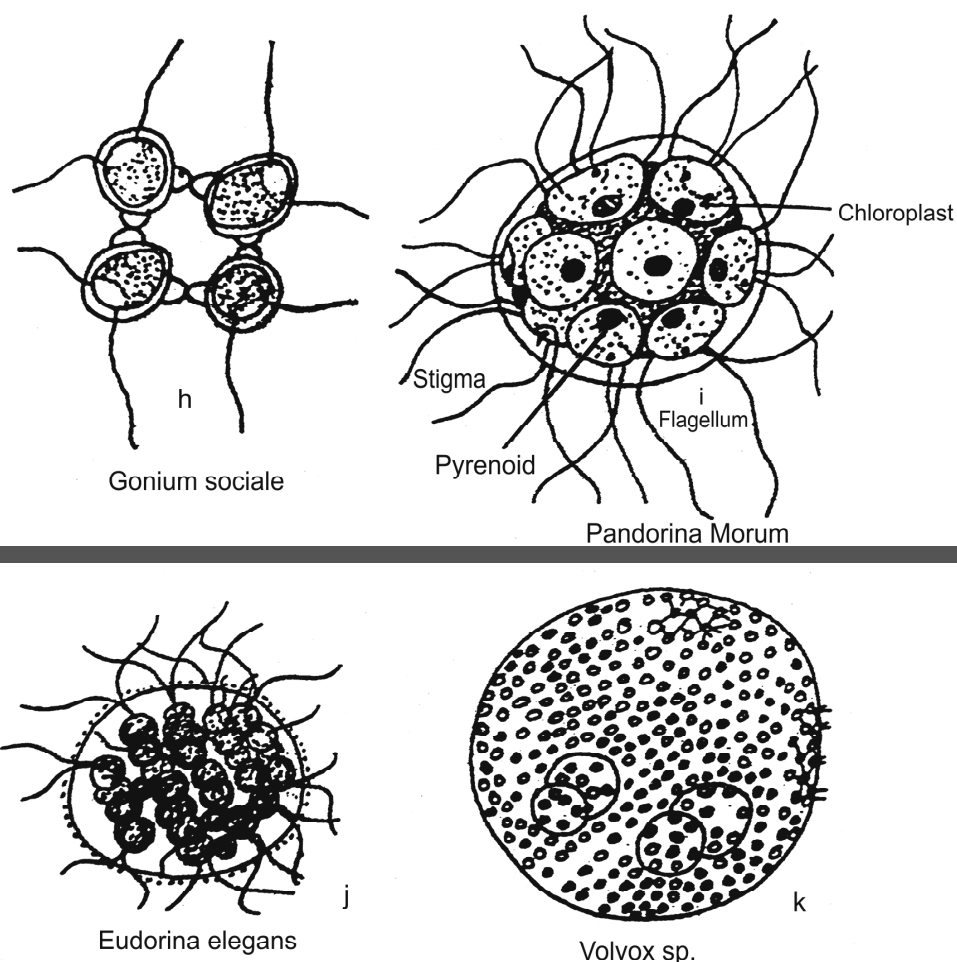 Chloroplast
Stigma
h
i
Flagellum
Pyrenoid
Gonium sociale
Pandorina Morum
j
k
Eudorina elegans
Volvox sp.